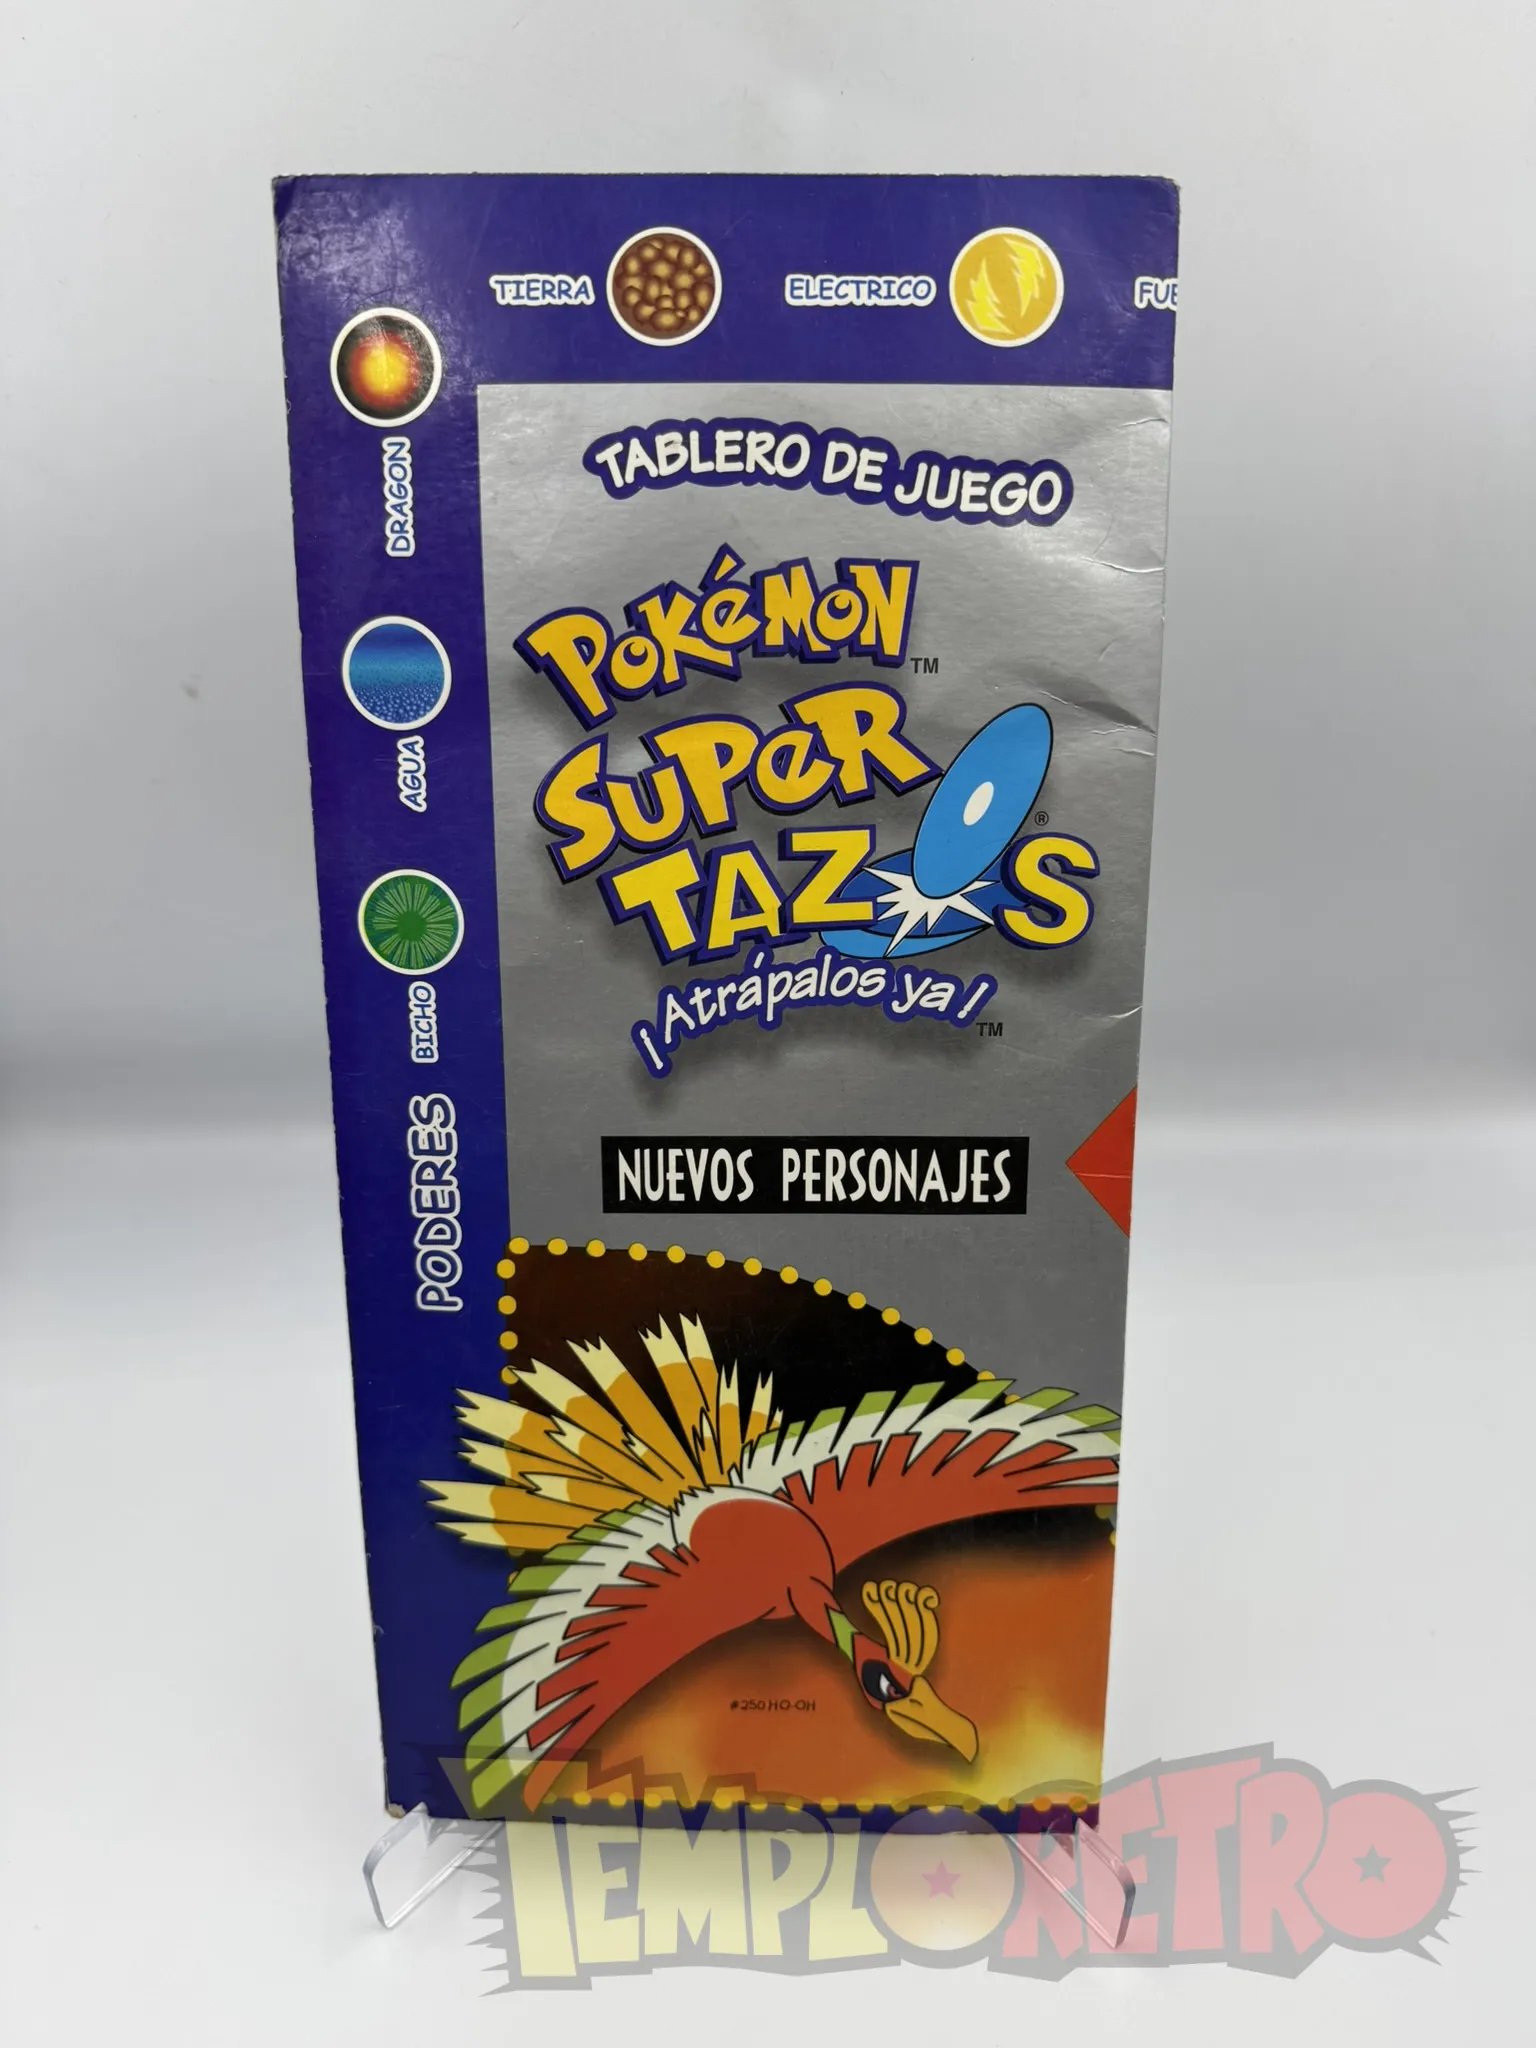 TIERRA
ELECTRICO
FUE
DRAGON
AGUA
BICHO
PODERES
TABLERO DE JUEGO
POKéMON TM
SUPER
TAZOS ®
¡Atrápalos ya! TM
NUEVOS PERSONAJES
#250 HO-OH
TEMPLORETRO